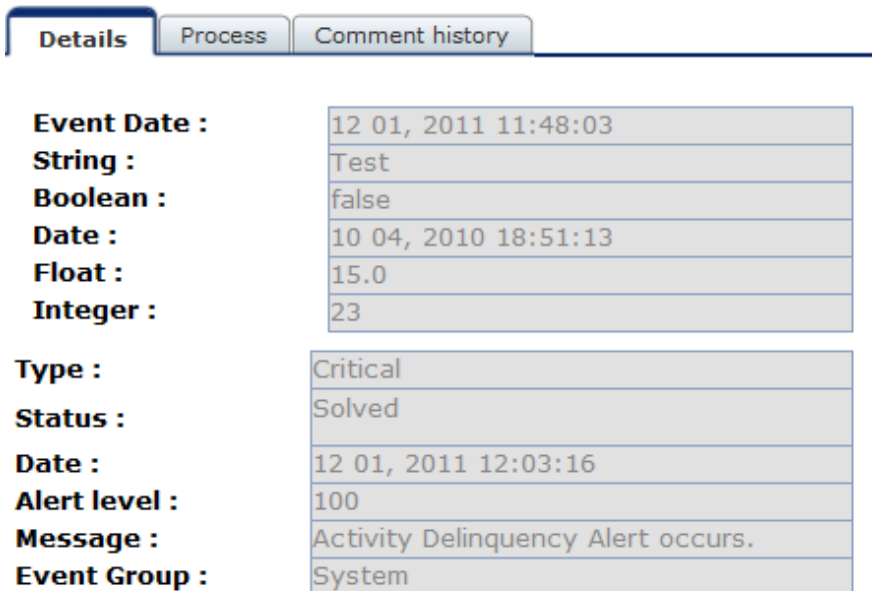 Details Process Comment history
Event Date : 12 01, 2011 11:48:03
String : Test
Boolean : false
Date : 10 04, 2010 18:51:13
Float : 15.0
Integer : 23
Type : Critical
Status : Solved
Date : 12 01, 2011 12:03:16
Alert level : 100
Message : Activity Delinquency Alert occurs.
Event Group : System